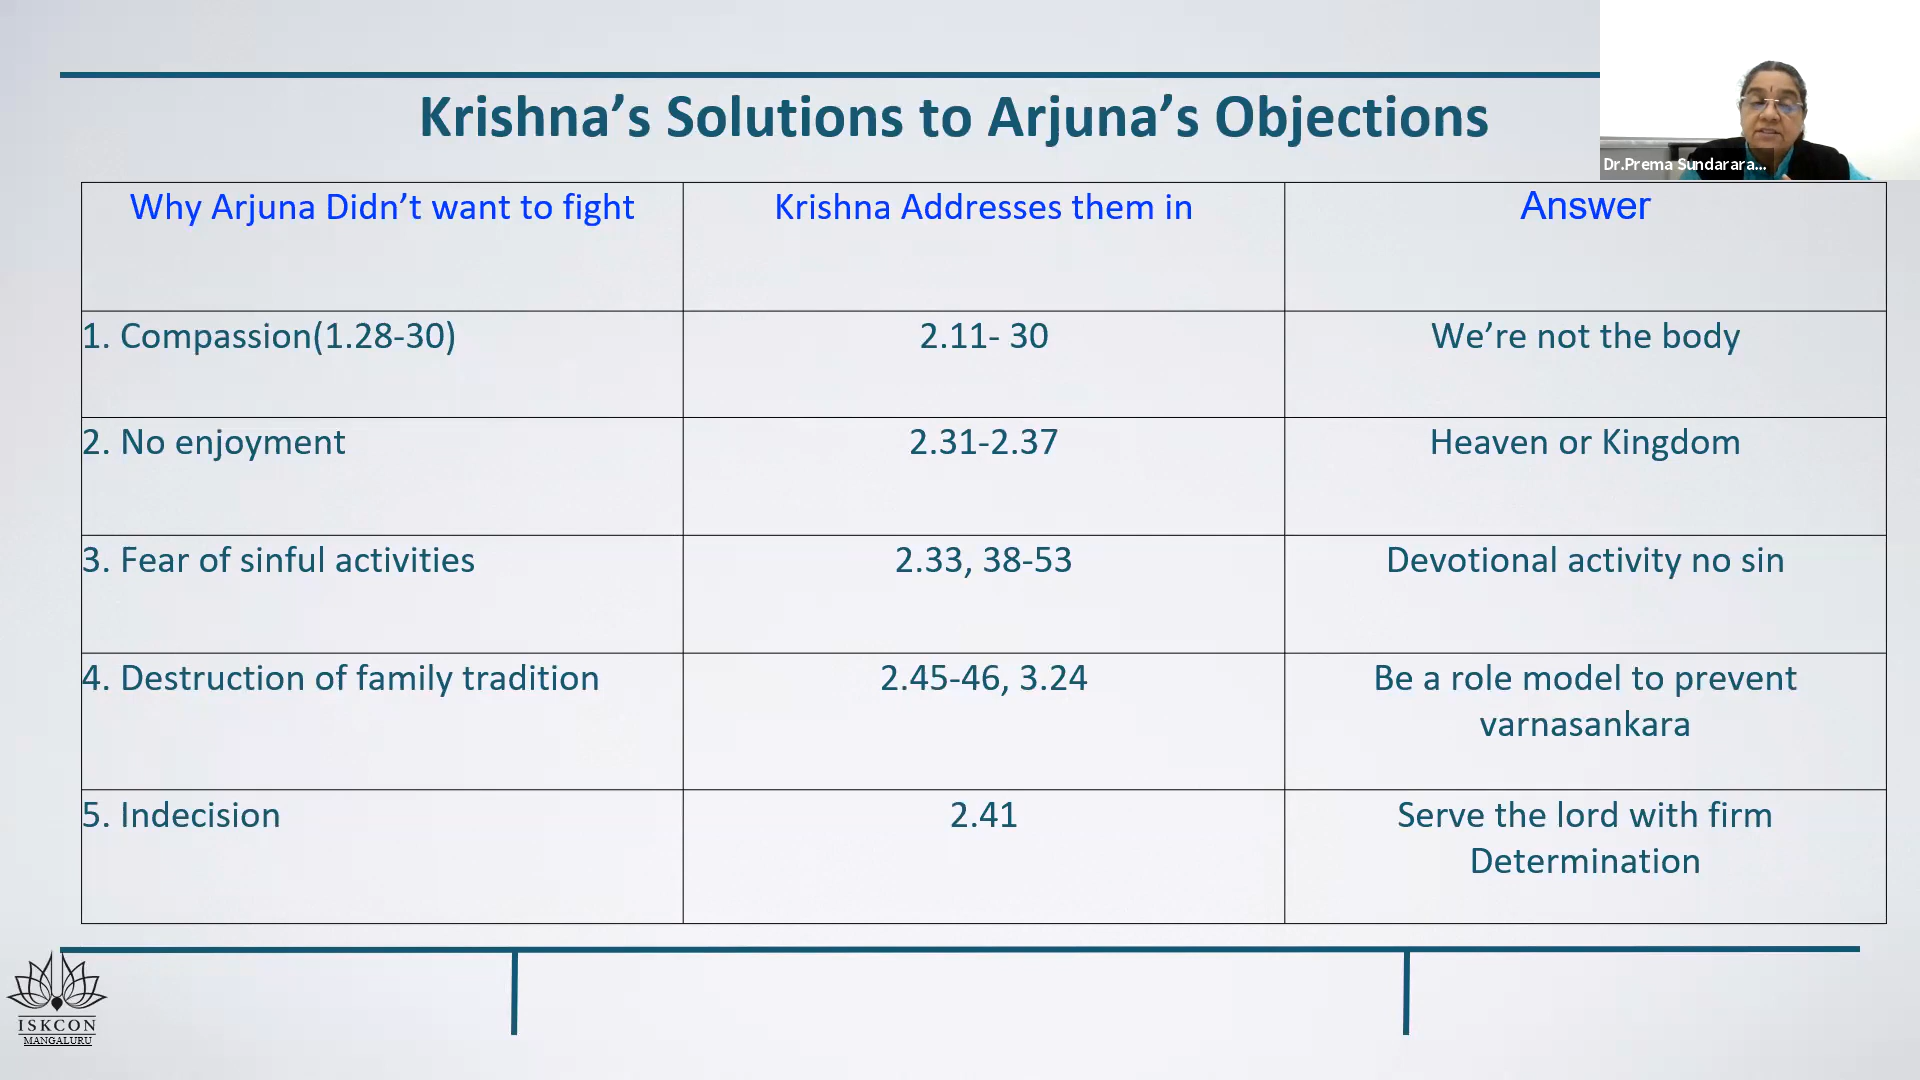 Krishna’s Solutions to Arjuna’s Objections
Dr.Prema Sundarara...
Why Arjuna Didn’t want to fight
Krishna Addresses them in
Answer
1. Compassion(1.28-30)
2.11- 30
We’re not the body
2. No enjoyment
2.31-2.37
Heaven or Kingdom
3. Fear of sinful activities
2.33, 38-53
Devotional activity no sin
4. Destruction of family tradition
2.45-46, 3.24
Be a role model to prevent
varnasankara
5. Indecision
2.41
Serve the lord with firm
Determination
ISKCON
MANGALURU